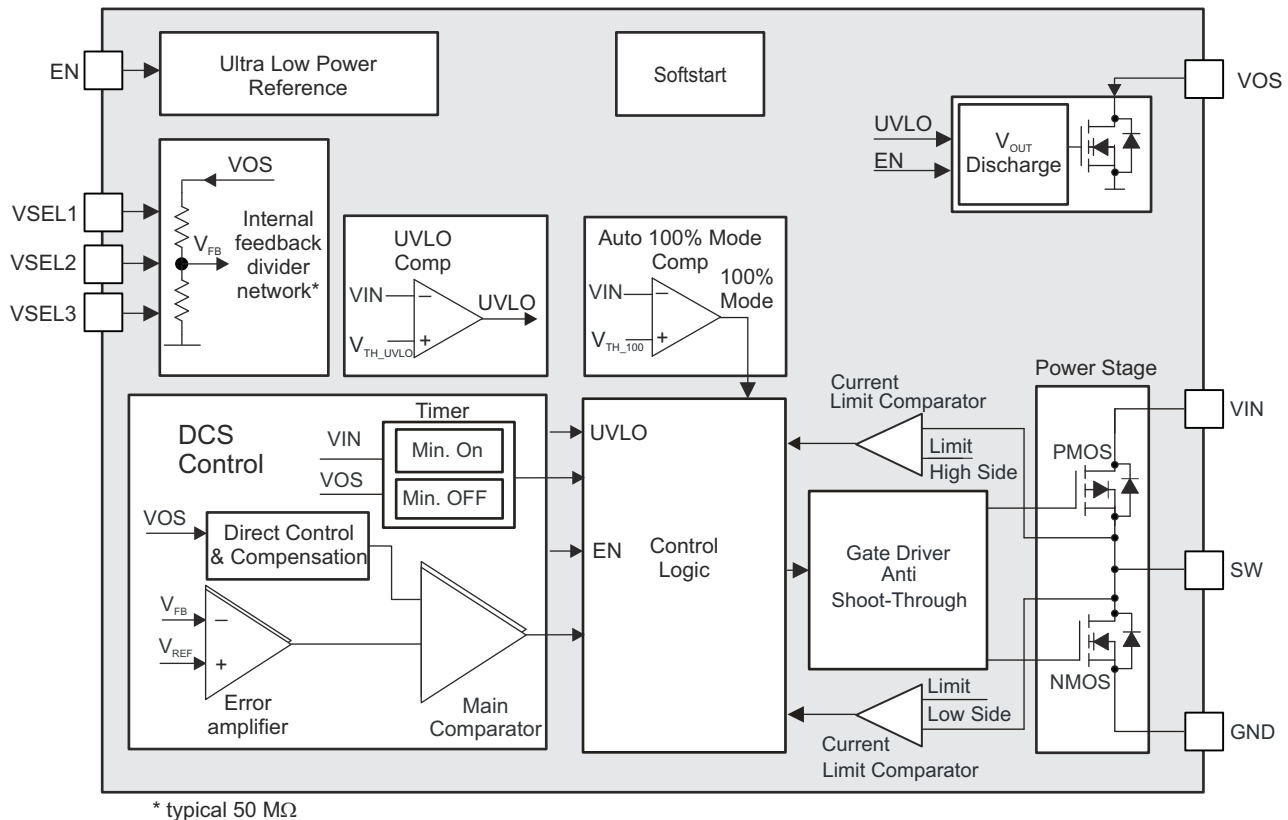 EN
Ultra Low Power
Reference
Softstart
VOS
UVLO
EN
V_OUT
Discharge
VSEL1
VSEL2
VSEL3
VOS
V_FB
Internal
feedback
divider
network*
UVLO
Comp
VIN
−
V_TH_UVLO
+
UVLO
Auto 100% Mode
Comp
100%
Mode
VIN
−
V_TH_100
+
DCS
Control
Timer
VIN
VOS
Min. On
Min. OFF
VOS
Direct Control
& Compensation
V_FB
−
V_REF
+
Error
amplifier
Main
Comparator
UVLO
EN
Control
Logic
Current
Limit Comparator
Limit
High Side
Gate Driver
Anti
Shoot-Through
Limit
Low Side
Current
Limit Comparator
Power Stage
PMOS
NMOS
VIN
SW
GND
* typical 50 MΩ